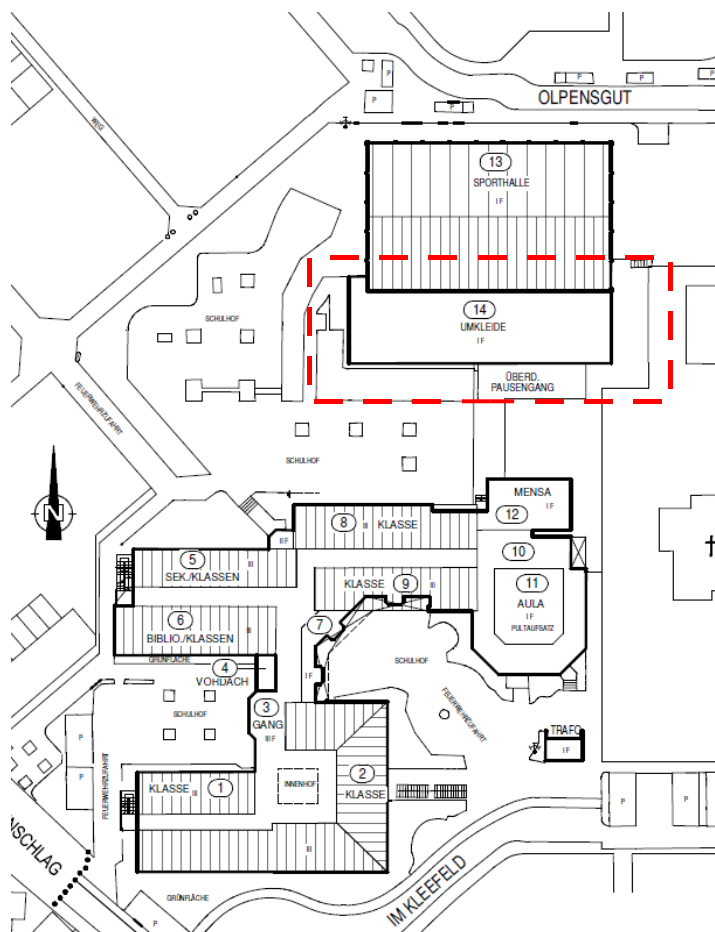 P
P
P
P
P
P
OLPENSGUT
WEG
13
SPORTHALLE
I F
14
UMKLEIDE
I F
SCHULHOF
ÜBERD.
PAUSENGANG
FEUERWEHRZUFAHRT
SCHULHOF
N
MENSA
I F
12
8
III
KLASSE
II F
10
5
III
SEK./KLASSEN
KLASSE
9
III
11
AULA
I F
PULTAUFSATZ
6
III
BIBLIO./KLASSEN
7
GRÜNFLÄCHE
4
VORDACH
I F
SCHULHOF
3
GANG
III F
SCHULHOF
FEUERWEHRZUFAHRT
TRAFO
I F
P
P
FEUERWEHRZUFAHRT
KLASSE
1
III
INNENHOF
2
KLASSE
III
P
P
NSCHLAG
GRÜNFLÄCHE
IM KLEEFELD
P